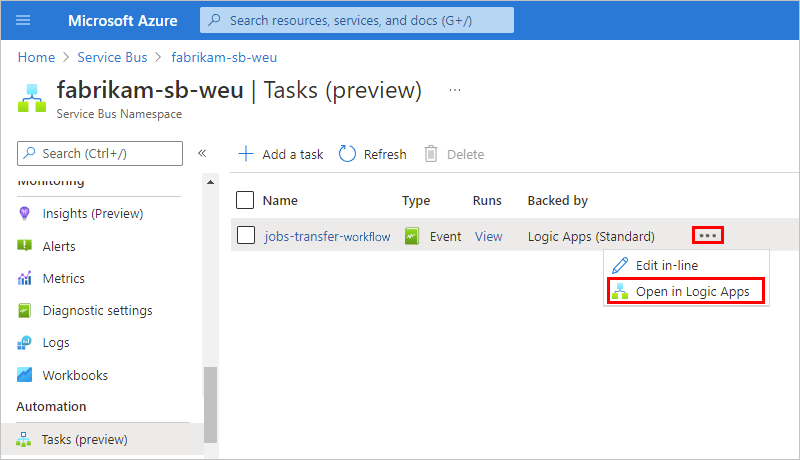 Microsoft Azure
Search resources, services, and docs (G+/)
Home > Service Bus > fabrikam-sb-weu
fabrikam-sb-weu | Tasks (preview) ...
Service Bus Namespace
Search (Ctrl+/) «
+ Add a task Refresh Delete
Monitoring
Insights (Preview)
Alerts
Metrics
Diagnostic settings
Logs
Workbooks
Automation
Tasks (preview)
Name Type Runs Backed by
jobs-transfer-workflow Event View Logic Apps (Standard) •••
Edit in-line
Open in Logic Apps